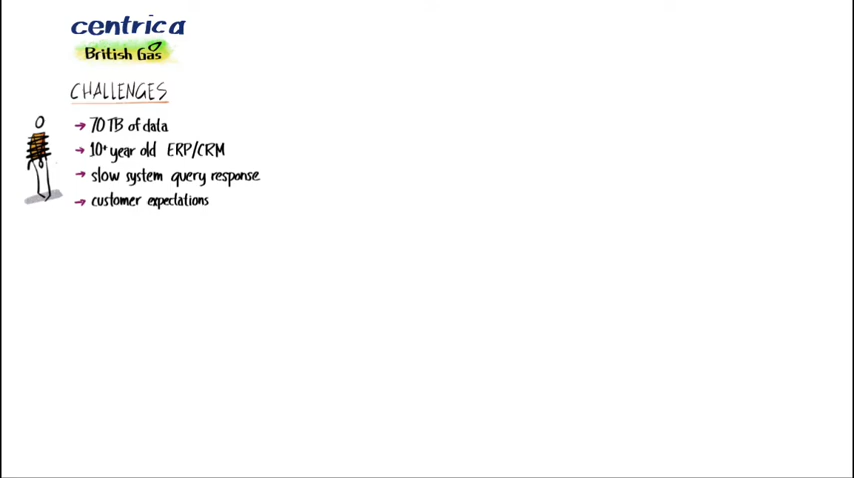 centrica
British Gas
CHALLENGES
→ 70 TB of data
→ 10+ year old ERP/CRM
→ slow system query response
→ customer expectations